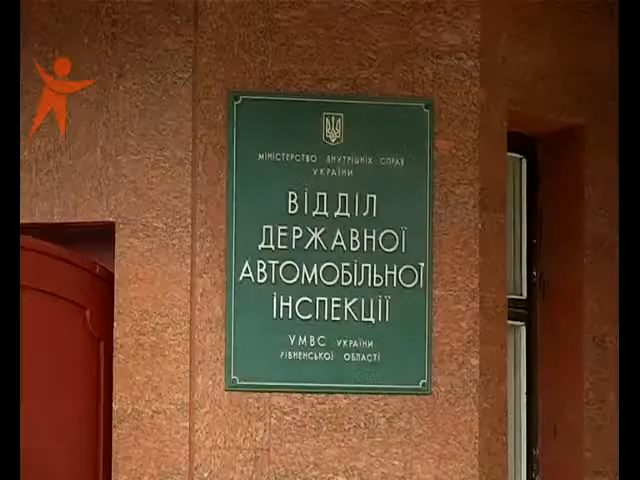 МІНІСТЕРСТВО ВНУТРІШНІХ СПРАВ
УКРАЇНИ
ВІДДІЛ
ДЕРЖАВНОЇ
АВТОМОБІЛЬНОЇ
ІНСПЕКЦІЇ
УМВС УКРАЇНИ
РІВНЕНСЬКОЇ ОБЛАСТІ